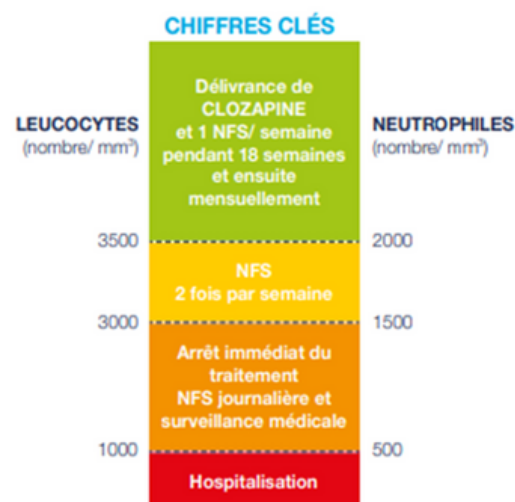 CHIFFRES CLÉS
Délivrance de
CLOZAPINE
et 1 NFS/ semaine
pendant 18 semaines
et ensuite
mensuellement
LEUCOCYTES
(nombre/ mm³)
NEUTROPHILES
(nombre/ mm³)
3500
2000
NFS
2 fois par semaine
3000
1500
Arrêt immédiat du
traitement
NFS journalière et
surveillance médicale
1000
500
Hospitalisation